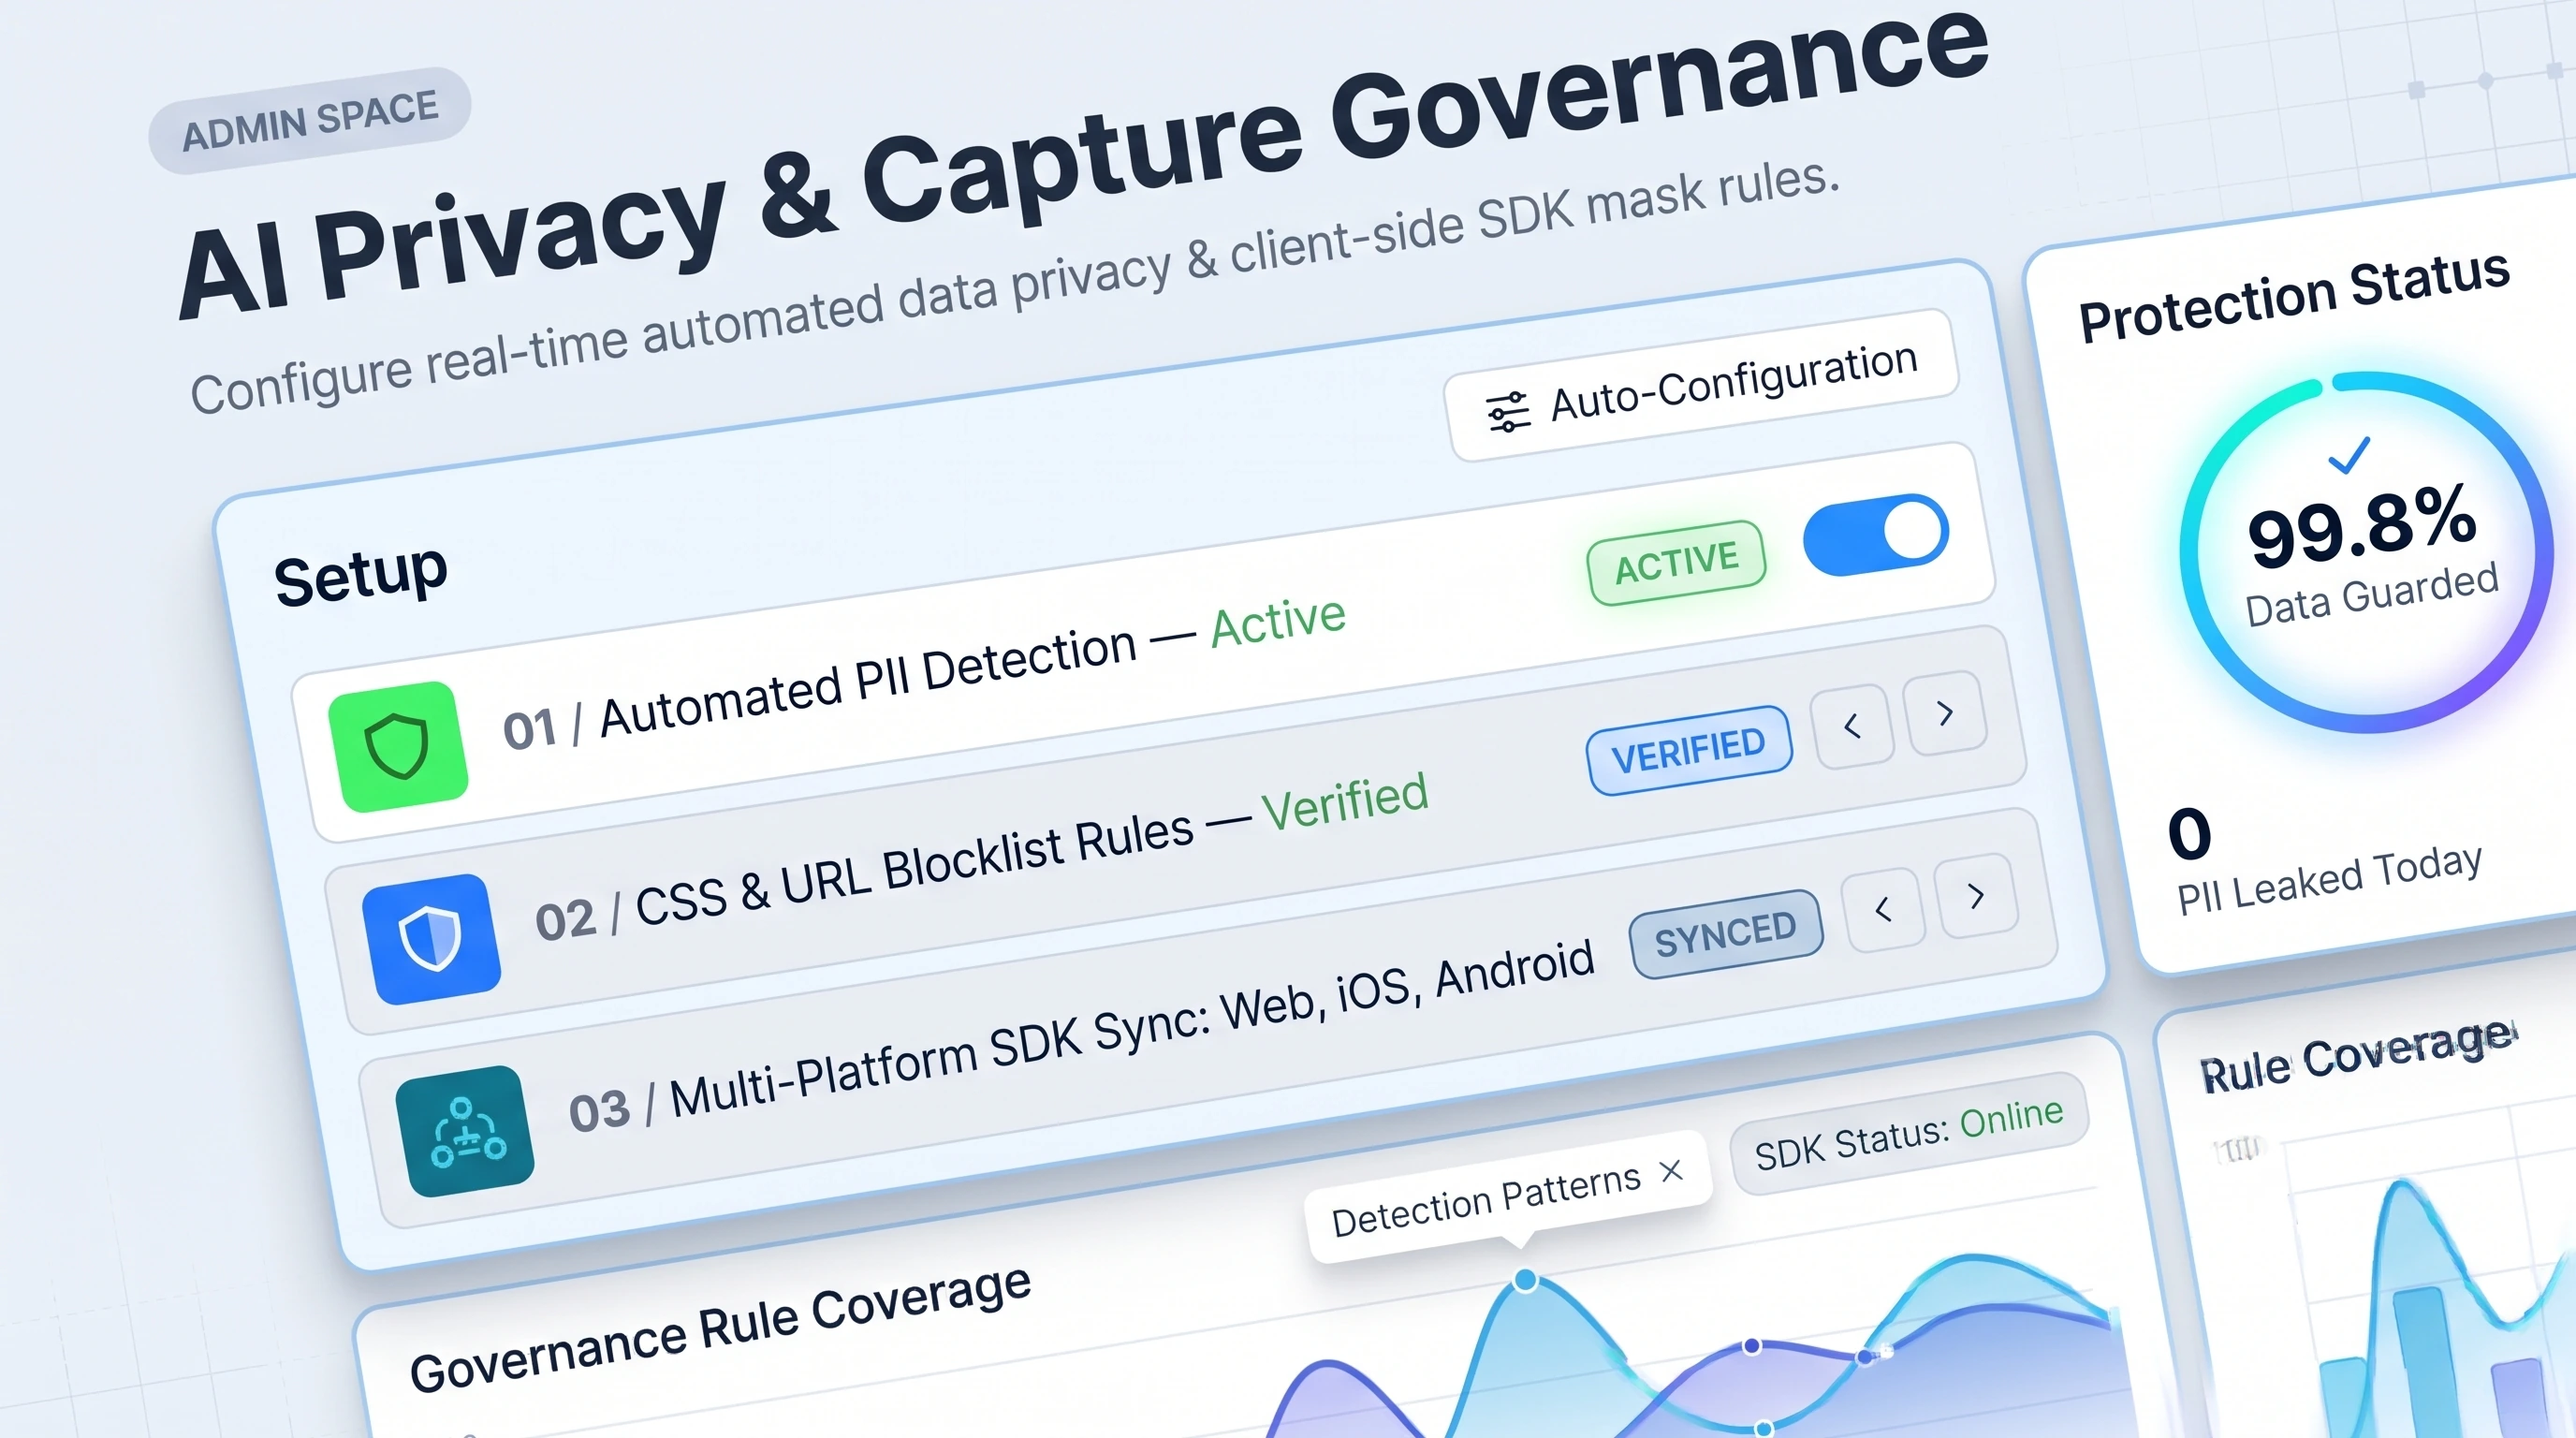 ADMIN SPACE
AI Privacy & Capture Governance
Configure real-time automated data privacy & client-side SDK mask rules.
Auto-Configuration
Setup
01 / Automated PII Detection — Active
ACTIVE
02 / CSS & URL Blocklist Rules — Verified
VERIFIED
03 / Multi-Platform SDK Sync: Web, iOS, Android
SYNCED
Protection Status
99.8%
Data Guarded
0
PII Leaked Today
Governance Rule Coverage
Detection Patterns
SDK Status: Online
Rule Coverage